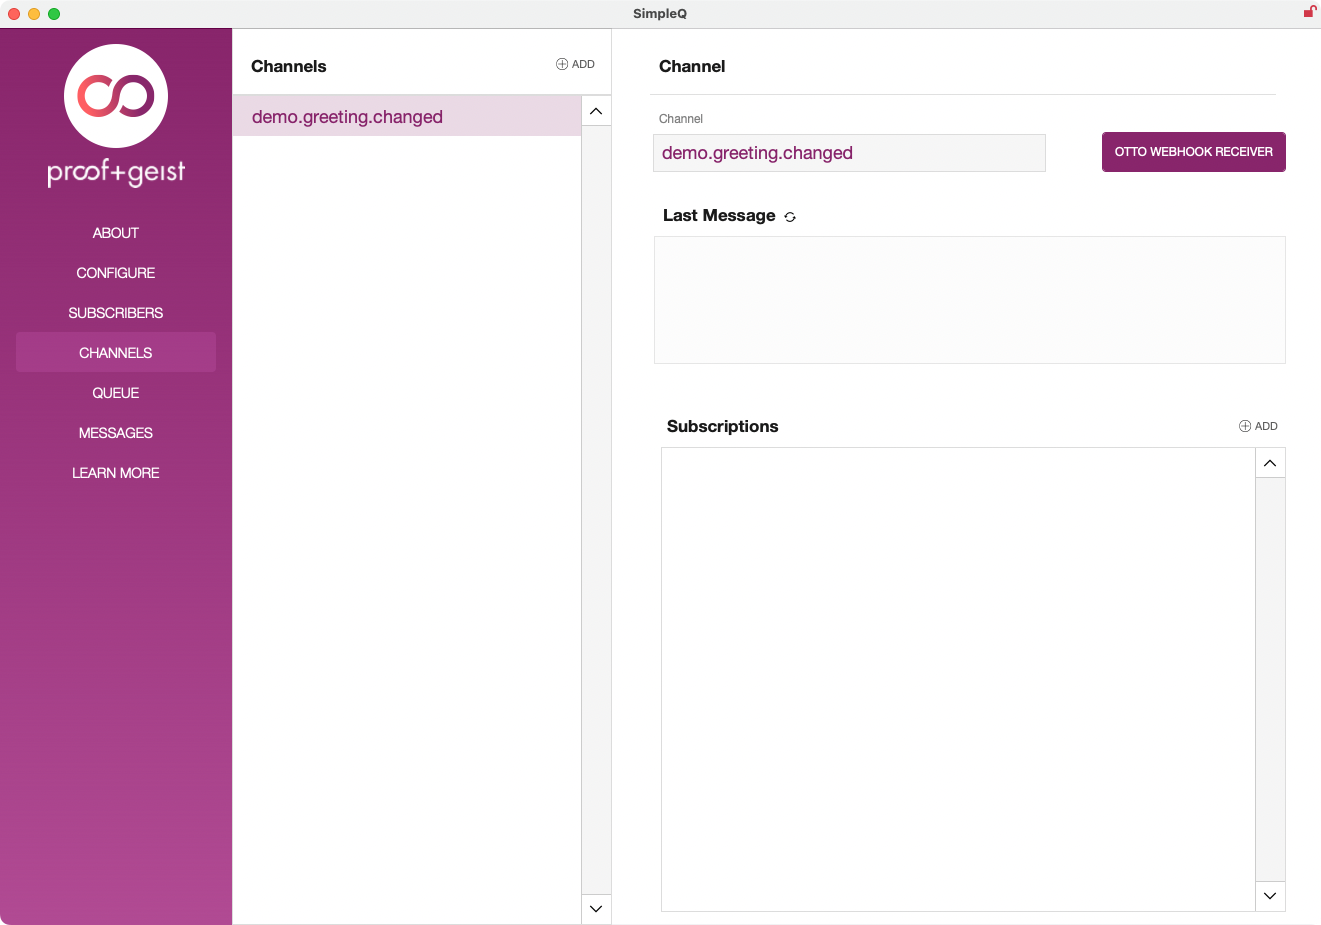 SimpleQ
proof+geist
ABOUT
CONFIGURE
SUBSCRIBERS
CHANNELS
QUEUE
MESSAGES
LEARN MORE
Channels
ADD
demo.greeting.changed
Channel
Channel
demo.greeting.changed
OTTO WEBHOOK RECEIVER
Last Message
Subscriptions
ADD